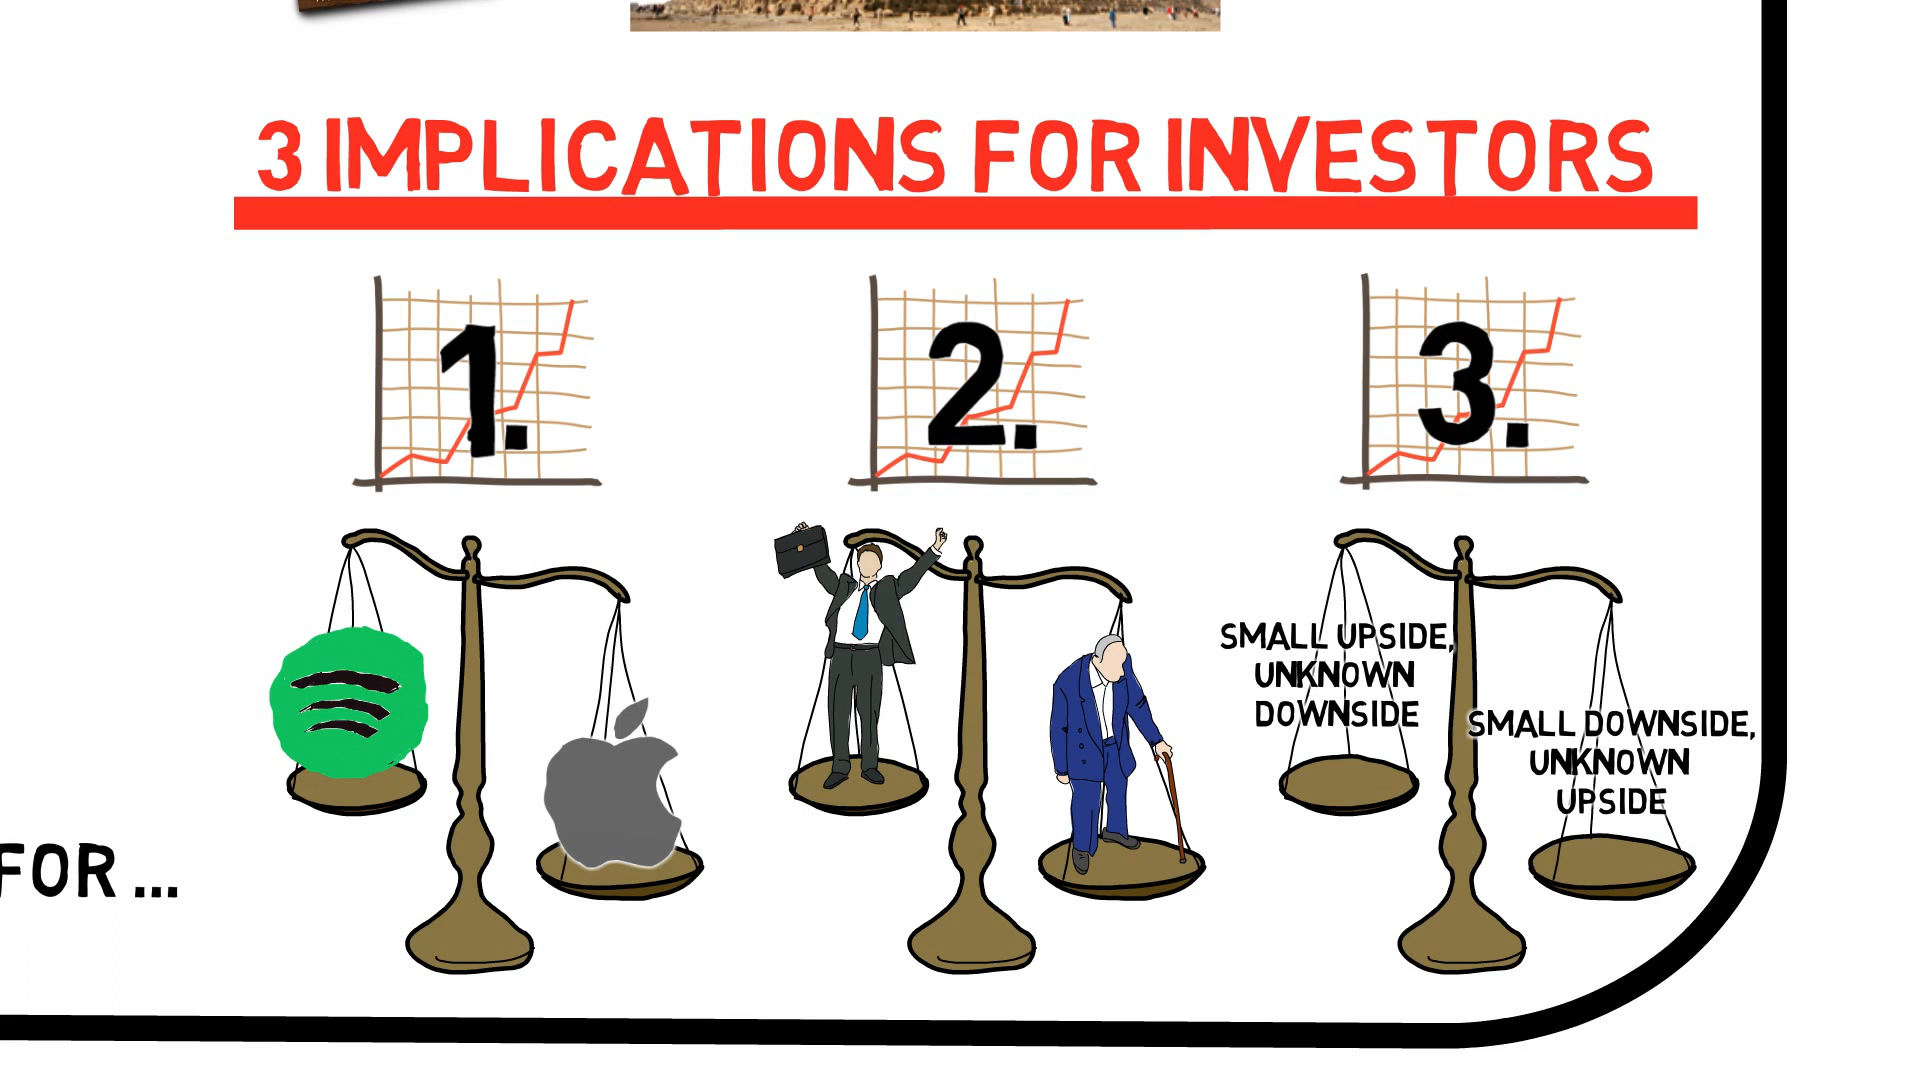 3 IMPLICATIONS FOR INVESTORS
1.
2.
3.
SMALL UPSIDE,
UNKNOWN
DOWNSIDE
SMALL DOWNSIDE,
UNKNOWN
UPSIDE
FOR ...